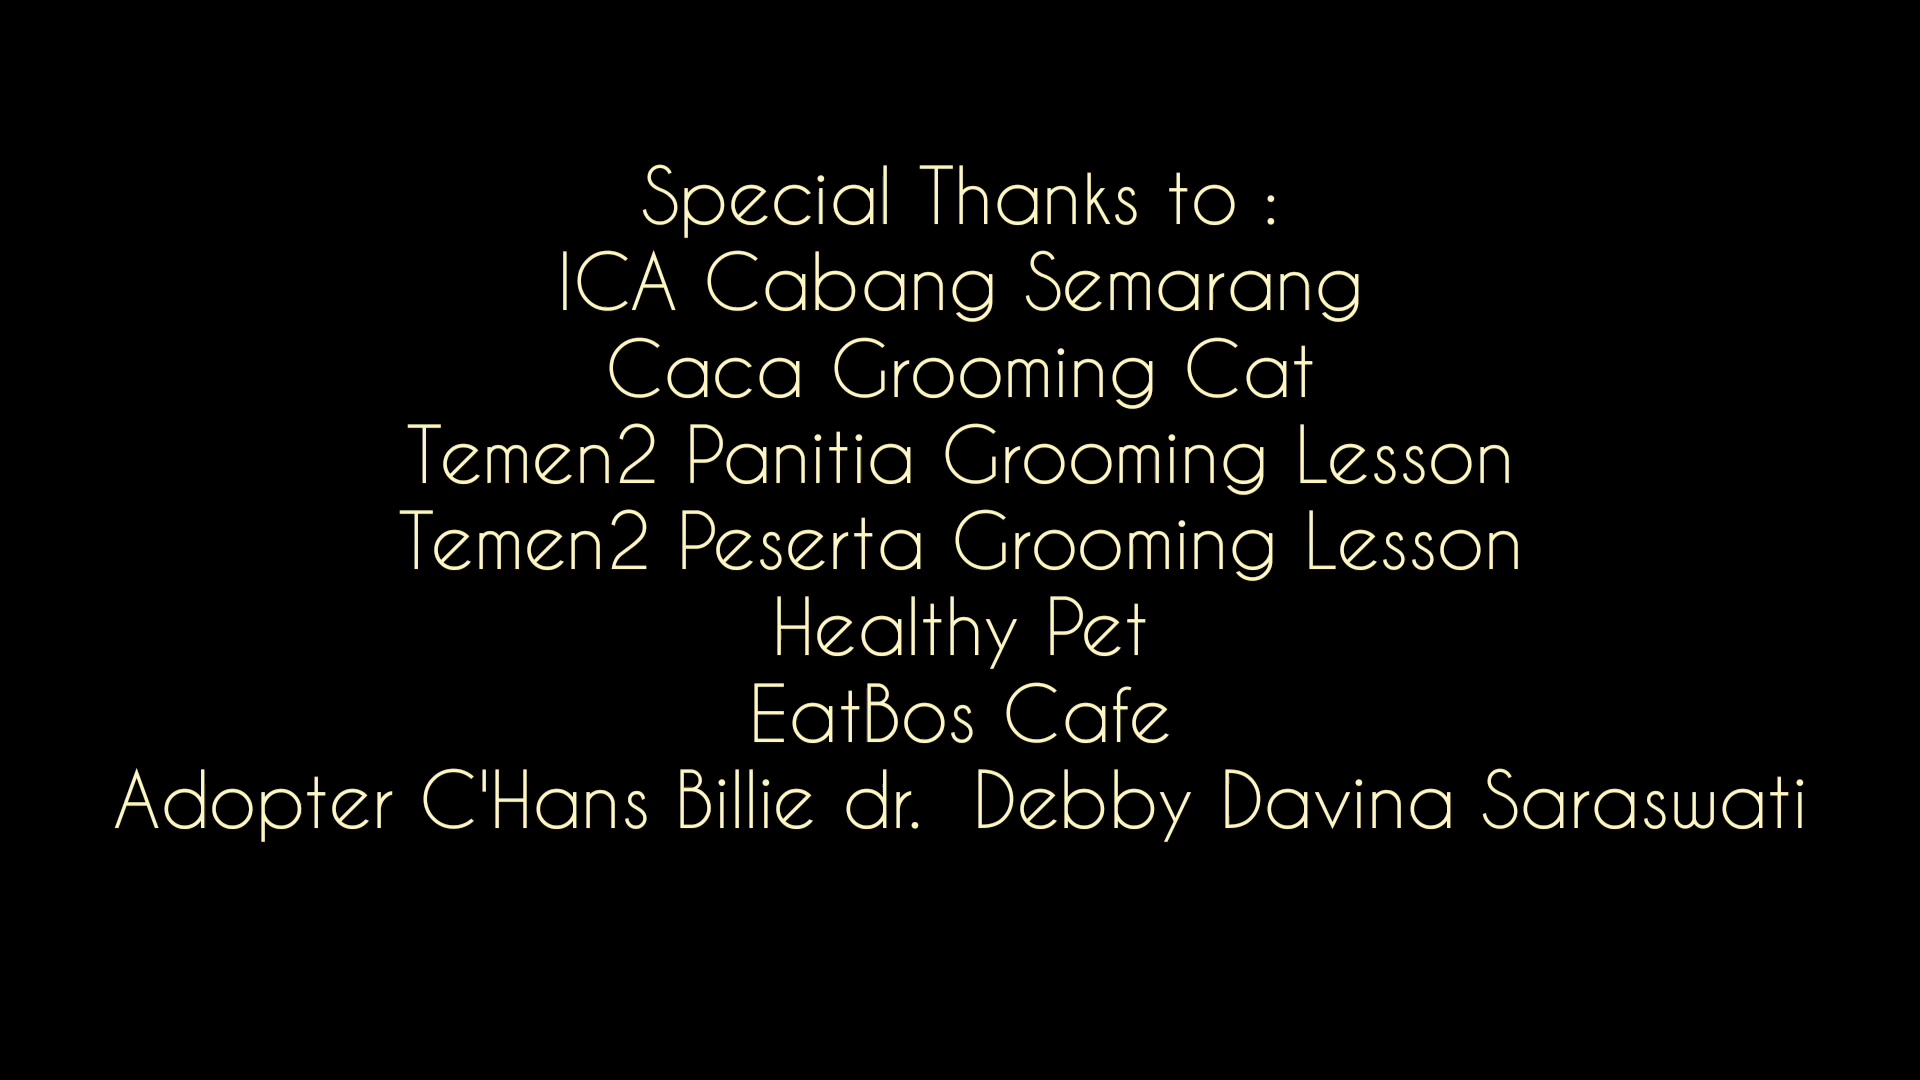 Special Thanks to :
ICA Cabang Semarang
Caca Grooming Cat
Temen2 Panitia Grooming Lesson
Temen2 Peserta Grooming Lesson
Healthy Pet
EatBos Cafe
Adopter C'Hans Billie dr.  Debby Davina Saraswati